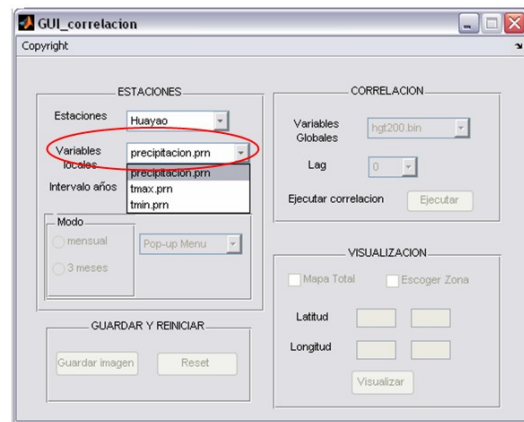 GUI_correlacion
Copyright
ESTACIONES
Estaciones
Huayao
Variables locales
precipitacion.prn
precipitacion.prn
tmax.prn
tmin.prn
Intervalo años
Modo
mensual
Pop-up Menu
3 meses
GUARDAR Y REINICIAR
Guardar imagen
Reset
CORRELACION
Variables
Globales
hgt200.bin
Lag
0
Ejecutar correlacion
Ejecutar
VISUALIZACION
Mapa Total
Escoger Zona
Latitud
Longitud
Visualizar